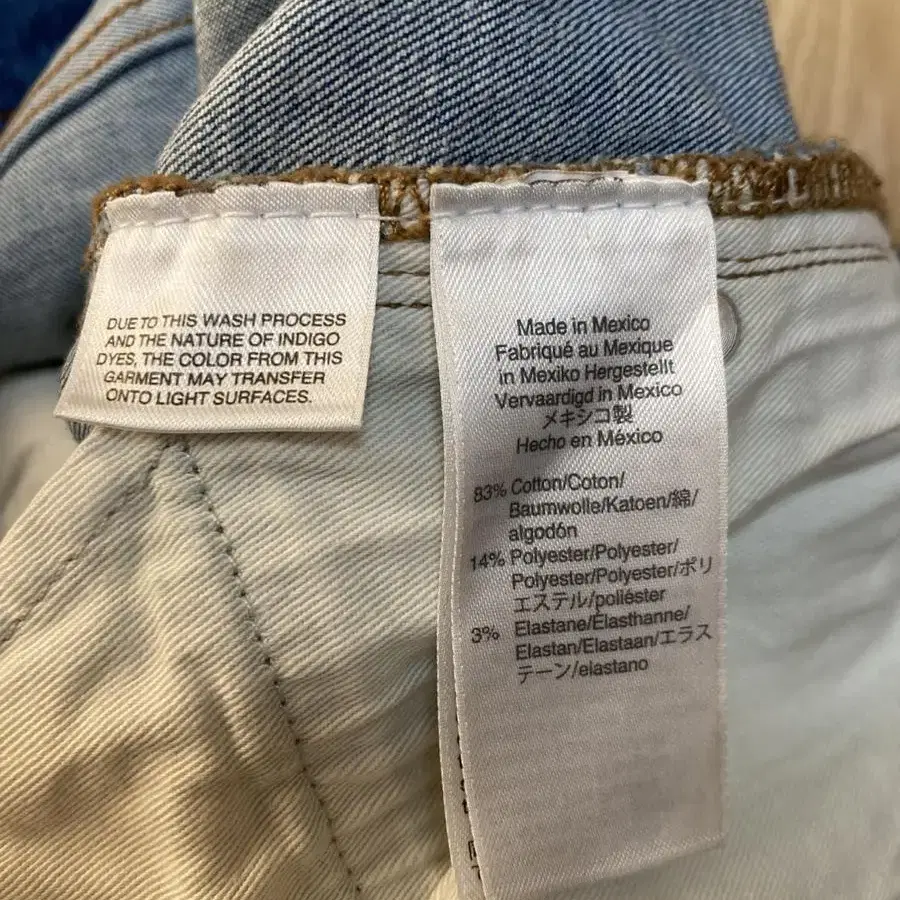 DUE TO THIS WASH PROCESS
AND THE NATURE OF INDIGO
DYES, THE COLOR FROM THIS
GARMENT MAY TRANSFER
ONTO LIGHT SURFACES.
Made in Mexico
Fabriqué au Mexique
in Mexiko Hergestellt
Vervaardigd in Mexico
メキシコ製
Hecho en México
83% Cotton/Coton/
Baumwolle/Katoen/綿/
algodón
14% Polyester/Polyester/
Polyester/Polyester/ポリ
エステル/poliéster
3% Elastane/Élasthanne/
Elastan/Elastaan/エラス
テーン/elastano